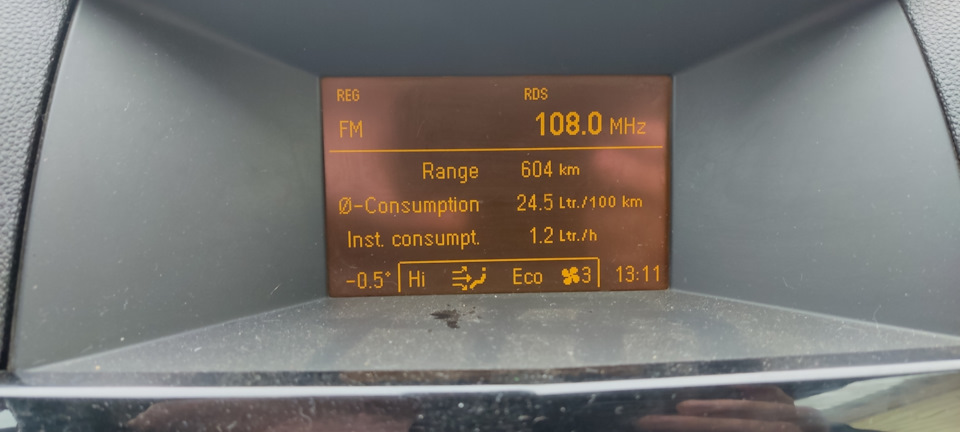 REG RDS
FM 108.0 MHz
Range 604 km
Ø-Consumption 24.5 Ltr./100 km
Inst. consumpt. 1.2 Ltr./h
-0.5° Hi Eco 3 13:11